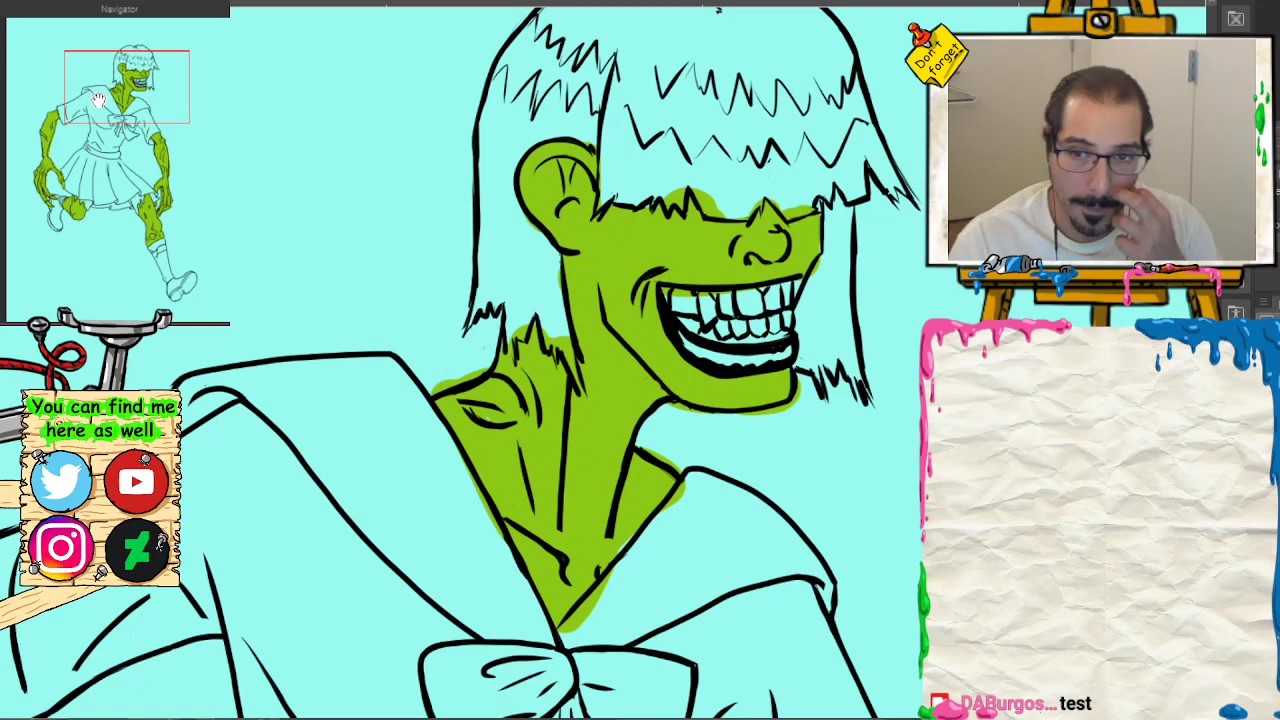 Navigator
Don't
forget
You can find me
here as well
DABurgos... test